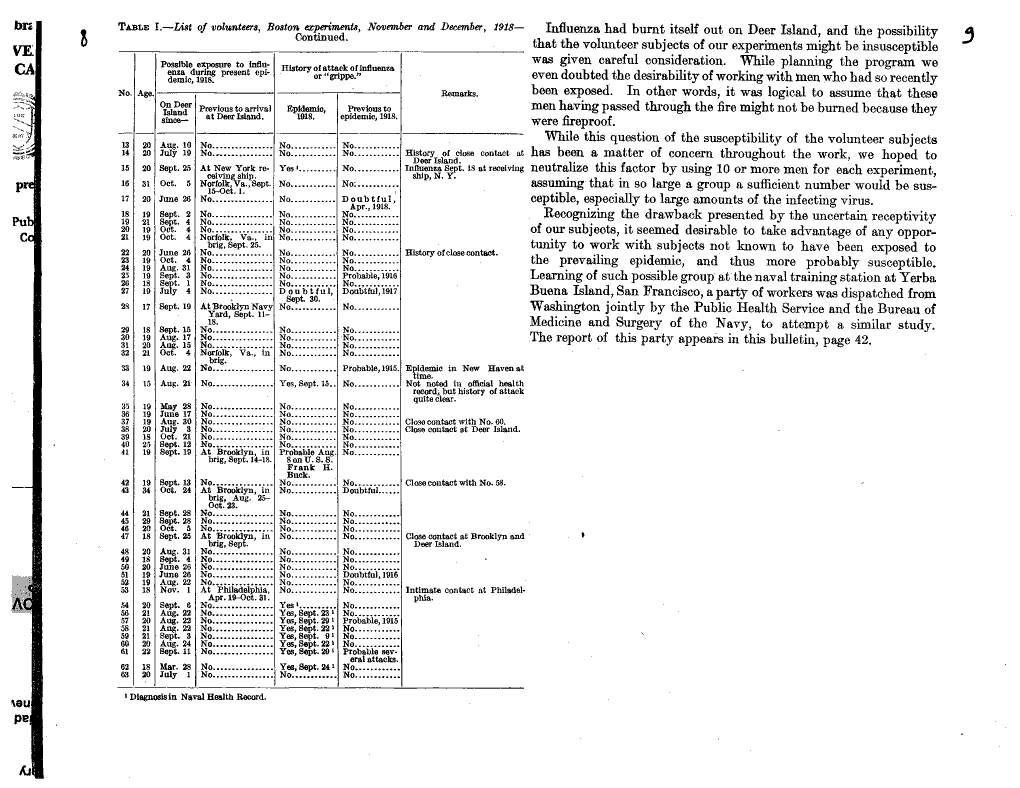 8
TABLE I.—List of volunteers, Boston experiments, November and December, 1918—
Continued.
No. Age. Possible exposure to influenza during present epidemic, 1918. History of attack of influenza or "grippe." Remarks.
On Deer Island since— Previous to arrival at Deer Island. Epidemic, 1918. Previous to epidemic, 1918.
13 20 Aug. 10 No. No. No.
14 20 July 19 No. No. No. History of close contact at Deer Island.
15 20 Sept. 25 At New York receiving ship. Yes ¹ No. Influenza Sept. 18 at receiving ship, N. Y.
16 31 Oct. 5 Norfolk, Va., Sept. 15-Oct. 1. No. No.
17 20 June 26 No. No. Doubtful, Apr., 1918.
18 19 Sept. 2 No. No. No.
19 21 Sept. 4 No. No. No.
20 19 Oct. 4 No. No. No.
21 19 Oct. 4 Norfolk, Va., in brig, Sept. 25. No. No.
22 20 June 26 No. No. No. History of close contact.
23 19 Oct. 4 No. No. No.
24 19 Aug. 31 No. No. No.
25 19 Sept. 3 No. No. Probable, 1916
26 18 Sept. 1 No. No. No.
27 19 July 4 No. Doubtful, Sept. 30. Doubtful, 1917
28 17 Sept. 19 At Brooklyn Navy Yard, Sept. 11-18. No. No.
29 18 Sept. 15 No. No. No.
30 19 Aug. 17 No. No. No.
31 20 Aug. 15 No. No. No.
32 21 Oct. 4 Norfolk, Va., in brig. No. No.
33 19 Aug. 22 No. No. Probable, 1915. Epidemic in New Haven at time.
34 15 Aug. 21 No. Yes, Sept. 15 No. Not noted in official health record, but history of attack quite clear.
35 19 May 28 No. No. No.
36 19 June 17 No. No. No.
37 19 Aug. 30 No. No. No. Close contact with No. 60.
38 20 July 3 No. No. No. Close contact at Deer Island.
39 18 Oct. 21 No. No. No.
40 25 Sept. 12 No. No. No.
41 19 Sept. 19 At Brooklyn, in brig, Sept. 14-18. Probable Aug. 8 on U. S. S. Frank H. Buck. No.
42 19 Sept. 13 No. No. No. Close contact with No. 58.
43 34 Oct. 24 At Brooklyn, in brig, Aug. 25-Oct. 23. No. Doubtful
44 21 Sept. 28 No. No. No.
45 29 Sept. 28 No. No. No.
46 20 Oct. 5 No. No. No.
47 18 Sept. 25 At Brooklyn, in brig, Sept. No. No. Close contact at Brooklyn and Deer Island.
48 20 Aug. 31 No. No. No.
49 18 Sept. 4 No. No. No.
50 20 June 26 No. No. No.
51 19 June 26 No. No. Doubtful, 1916
52 19 Aug. 22 No. No. No.
53 18 Nov. 1 At Philadelphia, Apr. 19-Oct. 31. No. No. Intimate contact at Philadelphia.
54 20 Sept. 6 No. Yes ¹ No.
56 21 Aug. 22 No. Yes, Sept. 23 ¹ No.
57 20 Aug. 22 No. Yes, Sept. 29 ¹ Probable, 1915
58 21 Aug. 22 No. Yes, Sept. 22 ¹ No.
59 21 Sept. 3 No. Yes, Sept. 9 ¹ No.
60 20 Aug. 24 No. Yes, Sept. 22 ¹ No.
61 22 Sept. 11 No. Yes, Sept. 29 ¹ Probable several attacks.
62 18 Mar. 28 No. Yes, Sept. 24 ¹ No.
63 20 July 1 No. No. No.
¹ Diagnosis in Naval Health Record.
9
Influenza had burnt itself out on Deer Island, and the possibility
that the volunteer subjects of our experiments might be insusceptible
was given careful consideration. While planning the program we
even doubted the desirability of working with men who had so recently
been exposed. In other words, it was logical to assume that these
men having passed through the fire might not be burned because they
were fireproof.
While this question of the susceptibility of the volunteer subjects
has been a matter of concern throughout the work, we hoped to
neutralize this factor by using 10 or more men for each experiment,
assuming that in so large a group a sufficient number would be sus-
ceptible, especially to large amounts of the infecting virus.
Recognizing the drawback presented by the uncertain receptivity
of our subjects, it seemed desirable to take advantage of any oppor-
tunity to work with subjects not known to have been exposed to
the prevailing epidemic, and thus more probably susceptible.
Learning of such possible group at the naval training station at Yerba
Buena Island, San Francisco, a party of workers was dispatched from
Washington jointly by the Public Health Service and the Bureau of
Medicine and Surgery of the Navy, to attempt a similar study.
The report of this party appears in this bulletin, page 42.